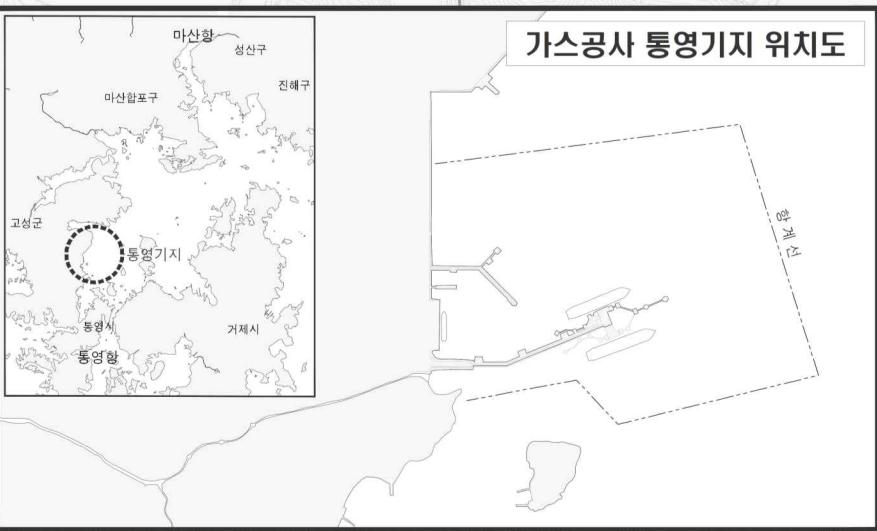 가스공사 통영기지 위치도
마산항
성산구
진해구
마산합포구
고성군
통영기지
통영시
거제시
통영항
항계선